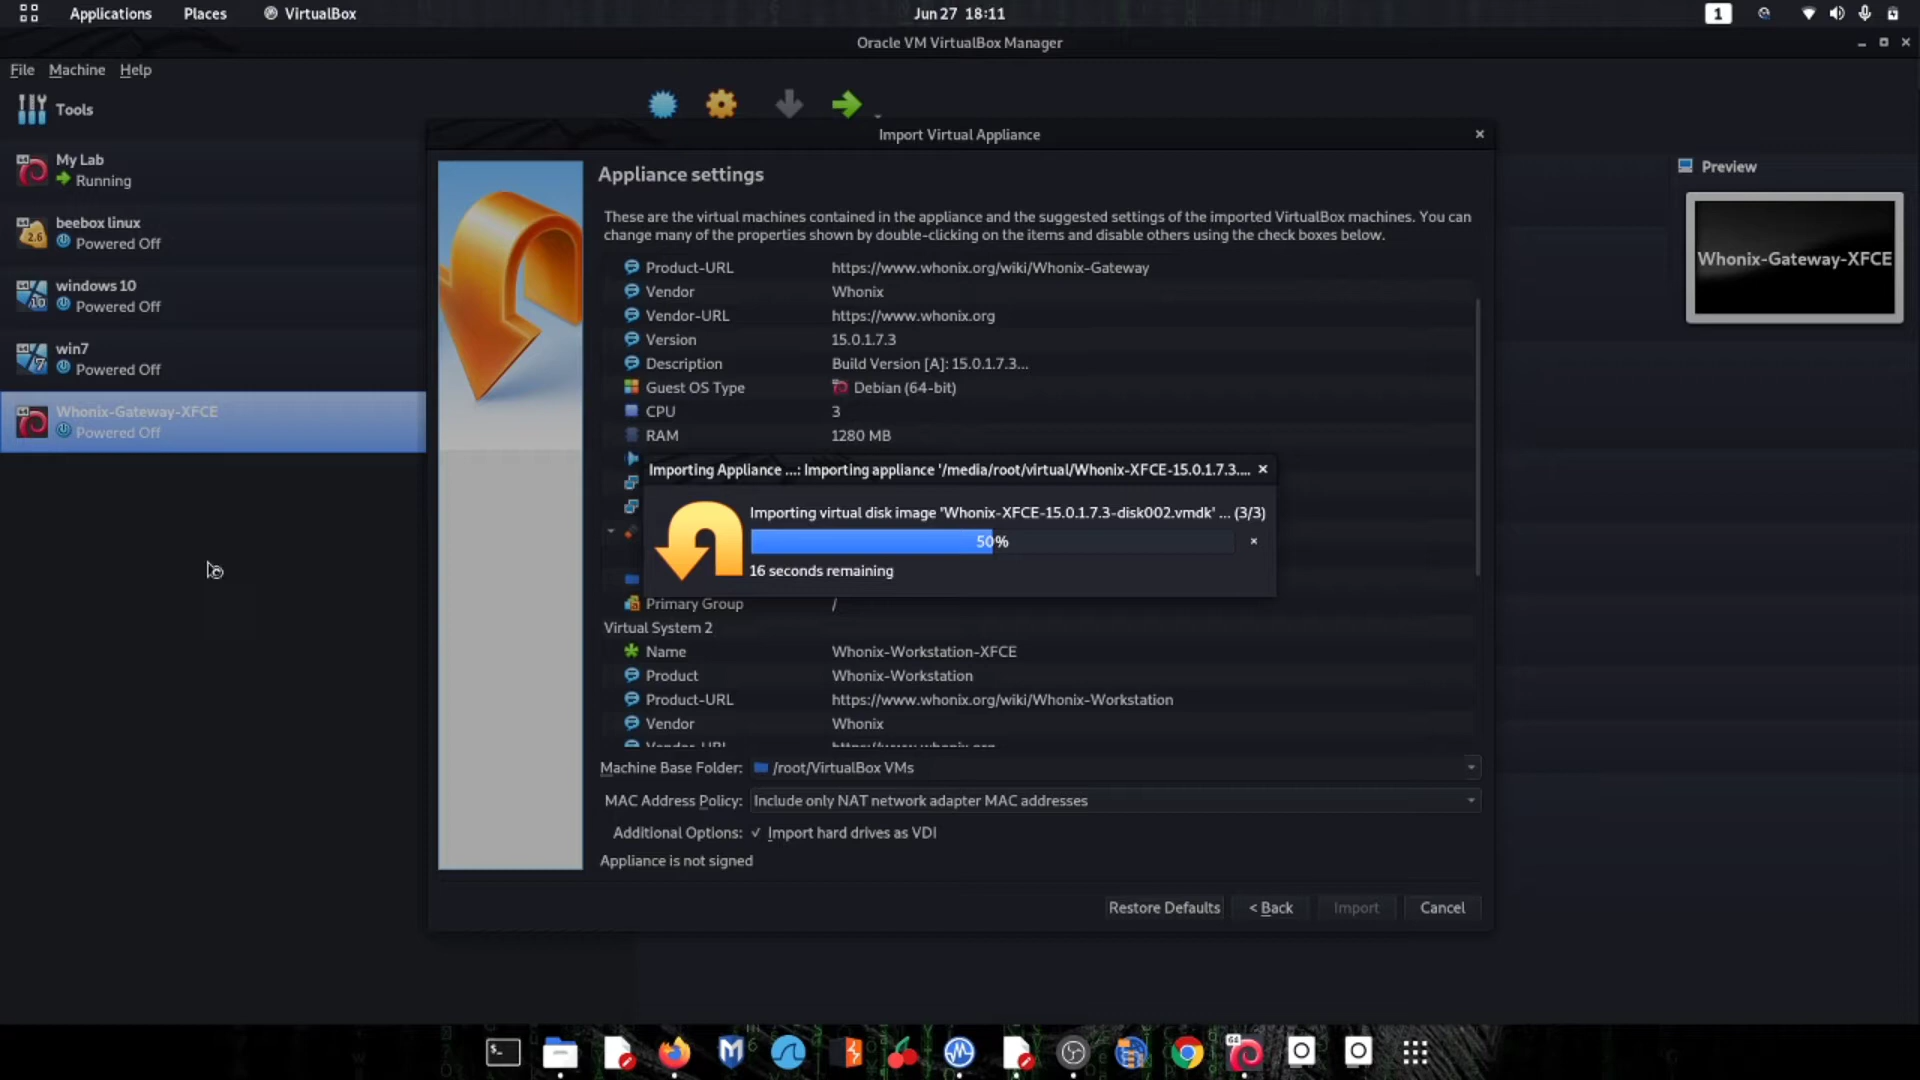 Applications Places VirtualBox Jun 27 18:11 1
Oracle VM VirtualBox Manager
File Machine Help
Tools
My Lab
Running
beebox linux
Powered Off
windows 10
Powered Off
win7
Powered Off
Whonix-Gateway-XFCE
Powered Off
Import Virtual Appliance
Appliance settings
These are the virtual machines contained in the appliance and the suggested settings of the imported VirtualBox machines. You can
change many of the properties shown by double-clicking on the items and disable others using the check boxes below.
Product-URL https://www.whonix.org/wiki/Whonix-Gateway
Vendor Whonix
Vendor-URL https://www.whonix.org
Version 15.0.1.7.3
Description Build Version [A]: 15.0.1.7.3...
Guest OS Type Debian (64-bit)
CPU 3
RAM 1280 MB
Importing Appliance ...: Importing appliance '/media/root/virtual/Whonix-XFCE-15.0.1.7.3....
Importing virtual disk image 'Whonix-XFCE-15.0.1.7.3-disk002.vmdk' ... (3/3)
50%
16 seconds remaining
Primary Group /
Virtual System 2
Name Whonix-Workstation-XFCE
Product Whonix-Workstation
Product-URL https://www.whonix.org/wiki/Whonix-Workstation
Vendor Whonix
Vendor-URL https://www.whonix.org
Machine Base Folder: /root/VirtualBox VMs
MAC Address Policy: Include only NAT network adapter MAC addresses
Additional Options: ✓ Import hard drives as VDI
Appliance is not signed
Restore Defaults < Back Import Cancel
Preview
Whonix-Gateway-XFCE